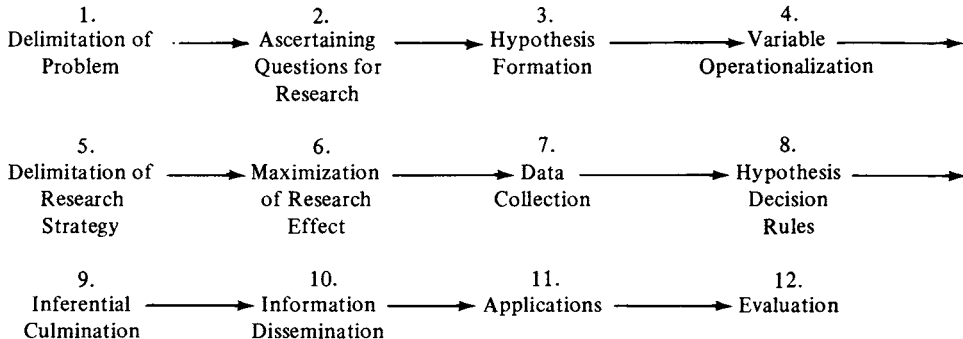 1.
Delimitation of
Problem
2.
Ascertaining
Questions for
Research
3.
Hypothesis
Formation
4.
Variable
Operationalization
5.
Delimitation of
Research
Strategy
6.
Maximization
of Research
Effect
7.
Data
Collection
8.
Hypothesis
Decision
Rules
9.
Inferential
Culmination
10.
Information
Dissemination
11.
Applications
12.
Evaluation